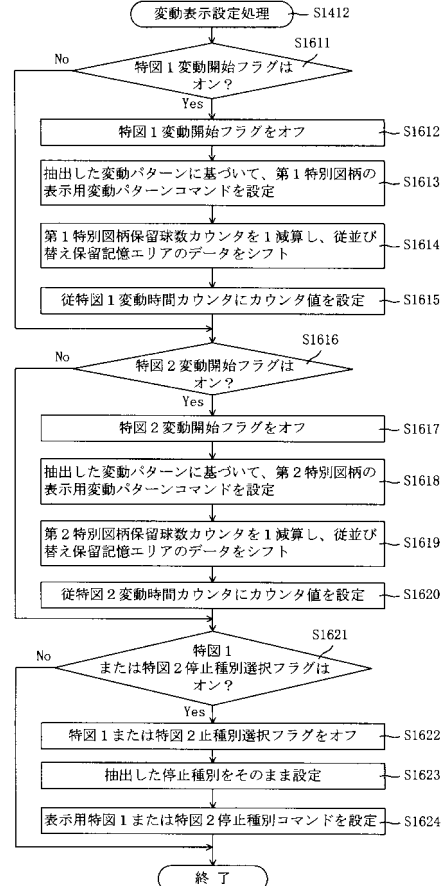 変動表示設定処理
S1412
S1611
No
特図1変動開始フラグは
オン?
Yes
特図1変動開始フラグをオフ
S1612
抽出した変動パターンに基づいて、第1特別図柄の
表示用変動パターンコマンドを設定
S1613
第1特別図柄保留球数カウンタを1減算し、従並び
替え保留記憶エリアのデータをシフト
S1614
従特図1変動時間カウンタにカウンタ値を設定
S1615
S1616
No
特図2変動開始フラグは
オン?
Yes
特図2変動開始フラグをオフ
S1617
抽出した変動パターンに基づいて、第2特別図柄の
表示用変動パターンコマンドを設定
S1618
第2特別図柄保留球数カウンタを1減算し、従並び
替え保留記憶エリアのデータをシフト
S1619
従特図2変動時間カウンタにカウンタ値を設定
S1620
S1621
No
特図1
または特図2停止種別選択フラグは
オン?
Yes
特図1または特図2止種別選択フラグをオフ
S1622
抽出した停止種別をそのまま設定
S1623
表示用特図1または特図2停止種別コマンドを設定
S1624
終了